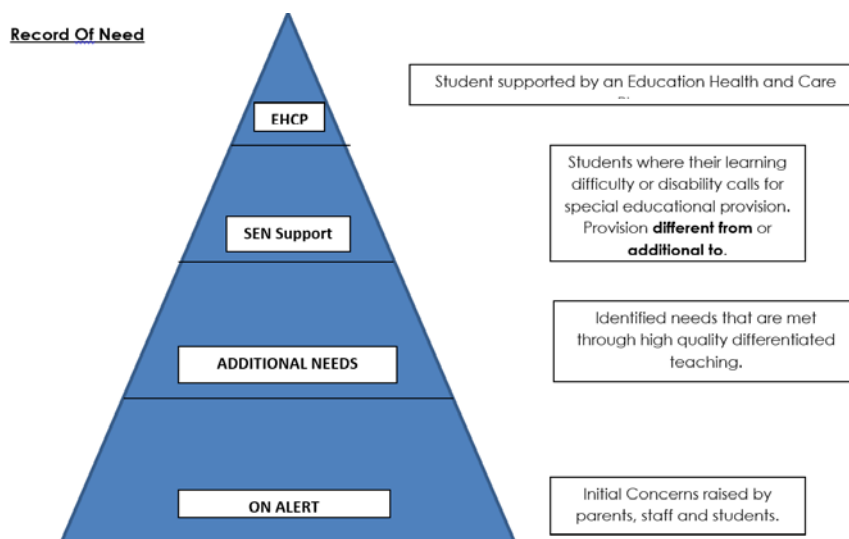 Record Of Need
Student supported by an Education Health and Care
EHCP
Students where their learning
difficulty or disability calls for
special educational provision.
Provision different from or
additional to.
SEN Support
Identified needs that are met
through high quality differentiated
teaching.
ADDITIONAL NEEDS
Initial Concerns raised by
parents, staff and students.
ON ALERT